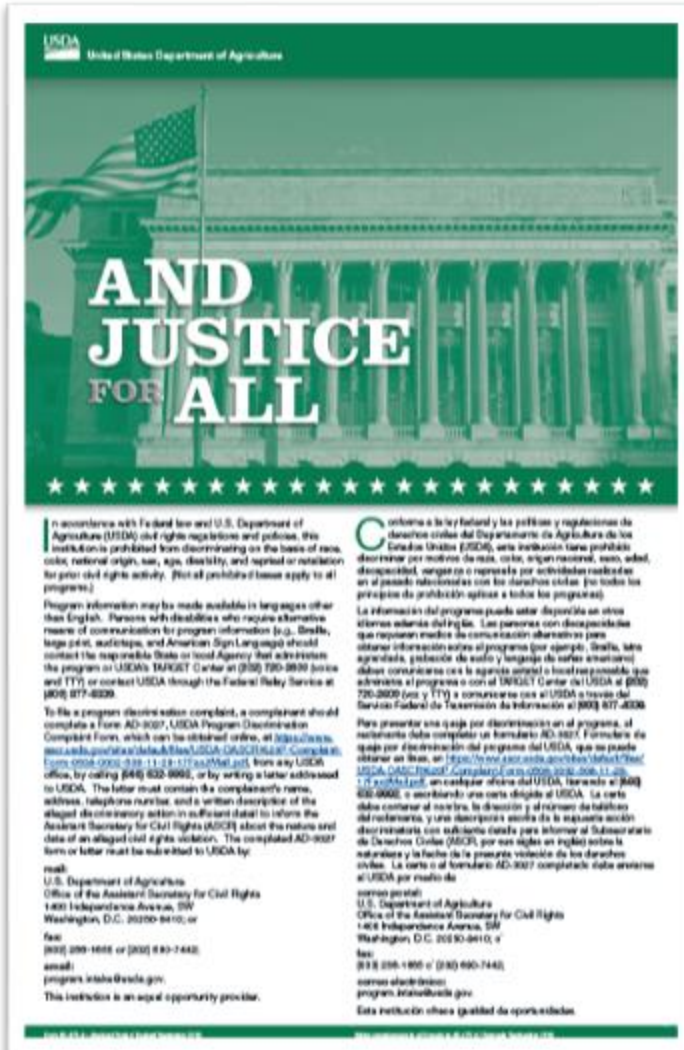 USDA
United States Department of Agriculture
AND
JUSTICE
FOR ALL
In accordance with Federal law and U.S. Department of
Agriculture (USDA) civil rights regulations and policies, this
institution is prohibited from discriminating on the basis of race,
color, national origin, sex, age, disability, and reprisal or retaliation
for prior civil rights activity. (Not all prohibited bases apply to all
programs.)
Program information may be made available in languages other
than English. Persons with disabilities who require alternative
means of communication for program information (e.g., Braille,
large print, audiotape, and American Sign Language) should
contact the responsible State or local Agency that administers
the program or USDA's TARGET Center at (202) 720-2600 (voice
and TTY) or contact USDA through the Federal Relay Service at
(800) 877-8339.
To file a program discrimination complaint, a complainant should
complete a Form AD-3027, USDA Program Discrimination
Complaint Form, which can be obtained online, at
from any USDA
office, by calling (866) 632-9992, or by writing a letter addressed
to USDA. The letter must contain the complainant's name,
address, telephone number, and a written description of the
alleged discriminatory action in sufficient detail to inform the
Assistant Secretary for Civil Rights (ASCR) about the nature and
date of an alleged civil rights violation. The completed AD-3027
form or letter must be submitted to USDA by:
mail:
U.S. Department of Agriculture
Office of the Assistant Secretary for Civil Rights
1400 Independence Avenue, SW
Washington, D.C. 20250-9410; or
fax:
(833) 256-1665 or (202) 690-7442;
email:
program.intake@usda.gov.
This institution is an equal opportunity provider.
Conforme a la ley federal y las políticas y regulaciones de
derechos civiles del Departamento de Agricultura de los
Estados Unidos (USDA), esta institución tiene prohibido
discriminar por motivos de raza, color, origen nacional, sexo, edad,
discapacidad, venganza o represalia por actividades realizadas
en el pasado relacionadas con los derechos civiles (no todos los
principios de prohibición aplican a todos los programas).
La información del programa puede estar disponible en otros
idiomas además del inglés. Las personas con discapacidades
que requieran medios de comunicación alternativos para
obtener información sobre el programa (por ejemplo, Braille, letra
agrandada, grabación de audio y lenguaje de señas americano)
deben comunicarse con la agencia estatal o local responsable que
administra el programa o con el TARGET Center del USDA al (202)
720-2600 (voz y TTY) o comunicarse con el USDA a través del
Servicio Federal de Transmisión de Información al (800) 877-8339.
Para presentar una queja por discriminación en el programa, el
reclamante debe completar un formulario AD-3027, Formulario de
queja por discriminación del programa del USDA, que se puede
obtener en línea, en
en cualquier oficina del USDA, llamando al (866)
632-9992, o escribiendo una carta dirigida al USDA. La carta
debe contener el nombre, la dirección y el número de teléfono
del reclamante, y una descripción escrita de la supuesta acción
discriminatoria con suficiente detalle para informar al Subsecretario
de Derechos Civiles (ASCR, por sus siglas en inglés) sobre la
naturaleza y la fecha de la presunta violación de los derechos
civiles. La carta o el formulario AD-3027 completado debe enviarse
al USDA por medio de:
correo postal:
U.S. Department of Agriculture
Office of the Assistant Secretary for Civil Rights
1400 Independence Avenue, SW
Washington, D.C. 20250-9410; o'
fax:
(833) 256-1665 o' (202) 690-7442;
correo electrónico:
program.intake@usda.gov.
Esta institución ofrece igualdad de oportunidades.